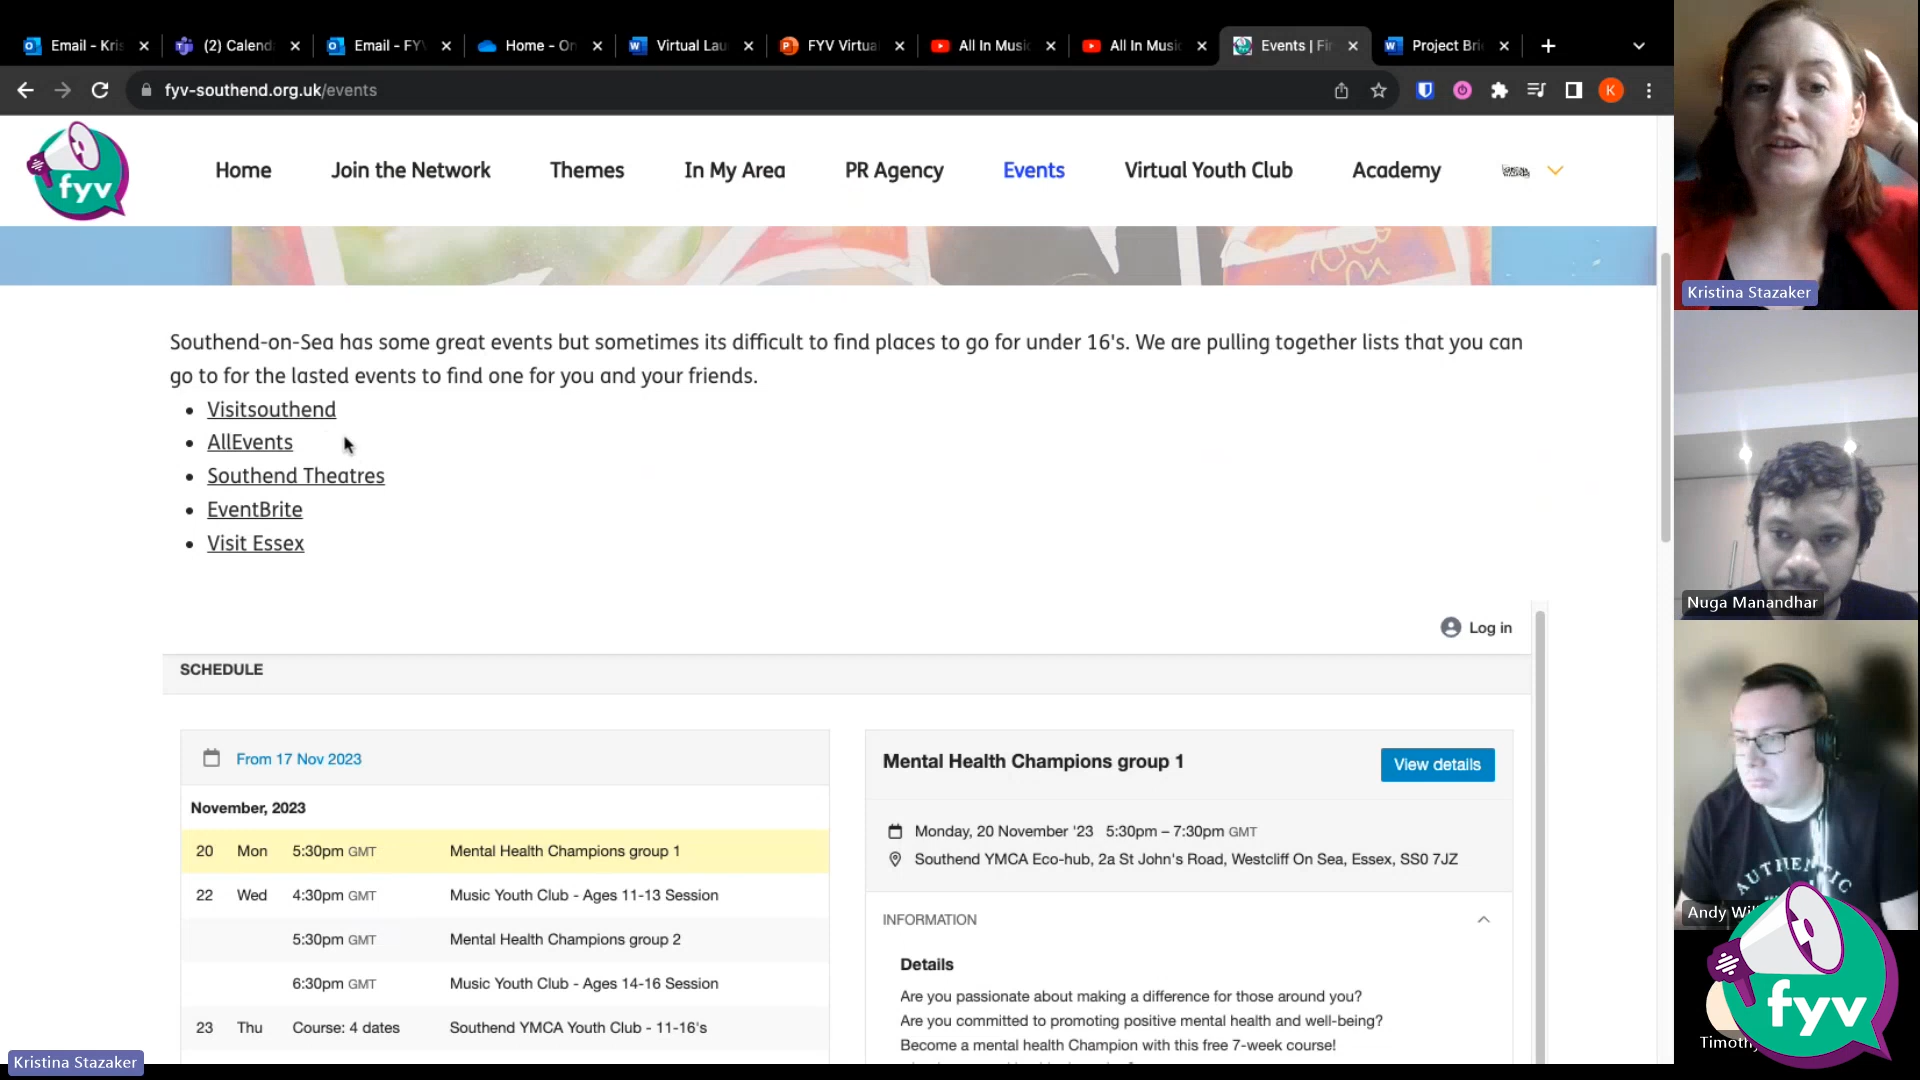 Email - Kris
(2) Calend
Email - FYV
Home - On
Virtual Lau
FYV Virtua
All In Music
All In Music
Events | Fir
Project Bri
fyv-southend.org.uk/events
K
fyv
Home
Join the Network
Themes
In My Area
PR Agency
Events
Virtual Youth Club
Academy
Southend-on-Sea has some great events but sometimes its difficult to find places to go for under 16's. We are pulling together lists that you can
go to for the lasted events to find one for you and your friends.
Visitsouthend
AllEvents
Southend Theatres
EventBrite
Visit Essex
Log in
SCHEDULE
From 17 Nov 2023
November, 2023
20 Mon 5:30pm GMT Mental Health Champions group 1
22 Wed 4:30pm GMT Music Youth Club - Ages 11-13 Session
5:30pm GMT Mental Health Champions group 2
6:30pm GMT Music Youth Club - Ages 14-16 Session
23 Thu Course: 4 dates Southend YMCA Youth Club - 11-16's
Mental Health Champions group 1
View details
Monday, 20 November '23 5:30pm – 7:30pm GMT
Southend YMCA Eco-hub, 2a St John's Road, Westcliff On Sea, Essex, SS0 7JZ
INFORMATION
Details
Are you passionate about making a difference for those around you?
Are you committed to promoting positive mental health and well-being?
Become a mental health Champion with this free 7-week course!
Kristina Stazaker
Kristina Stazaker
Nuga Manandhar
AUTHENTIC
Andy Wil
fyv
Timothy